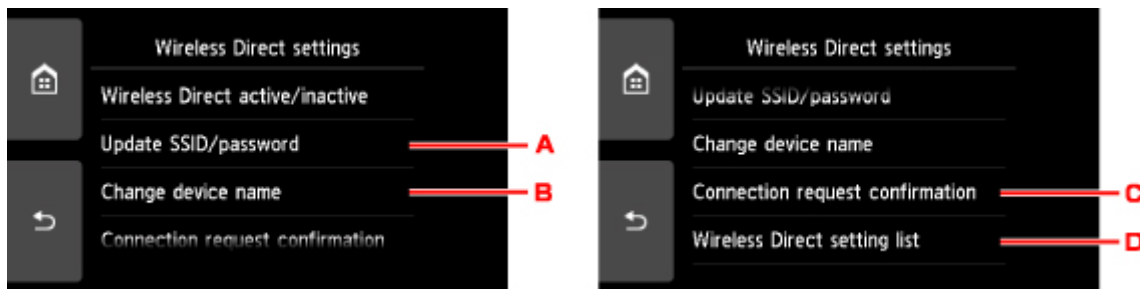 Wireless Direct settings
Wireless Direct active/inactive
Update SSID/password
A
Change device name
B
Connection request confirmation
Wireless Direct settings
Update SSID/password
Change device name
Connection request confirmation
C
Wireless Direct setting list
D